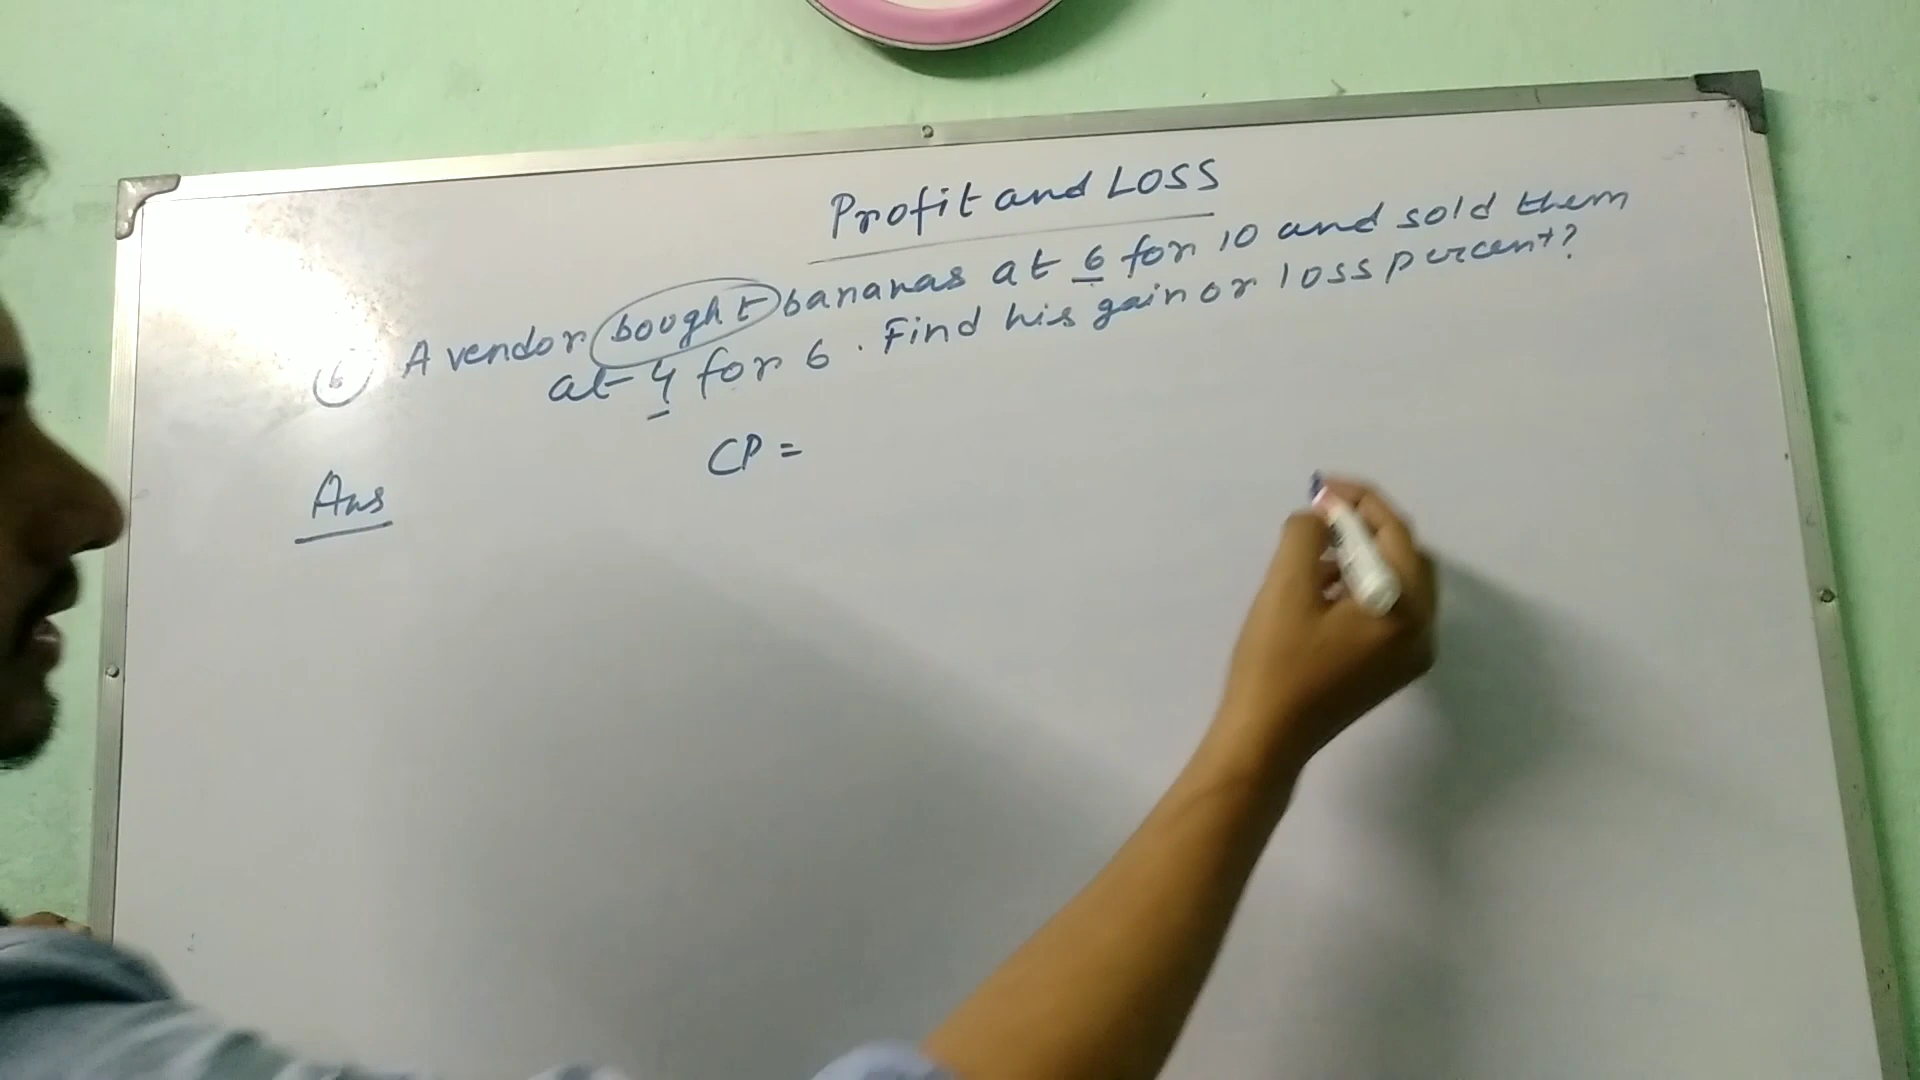 Profit and Loss
6 A vendor bought bananas at 6 for 10 and sold them
at 4 for 6. Find his gain or loss percent?
CP =
Ans